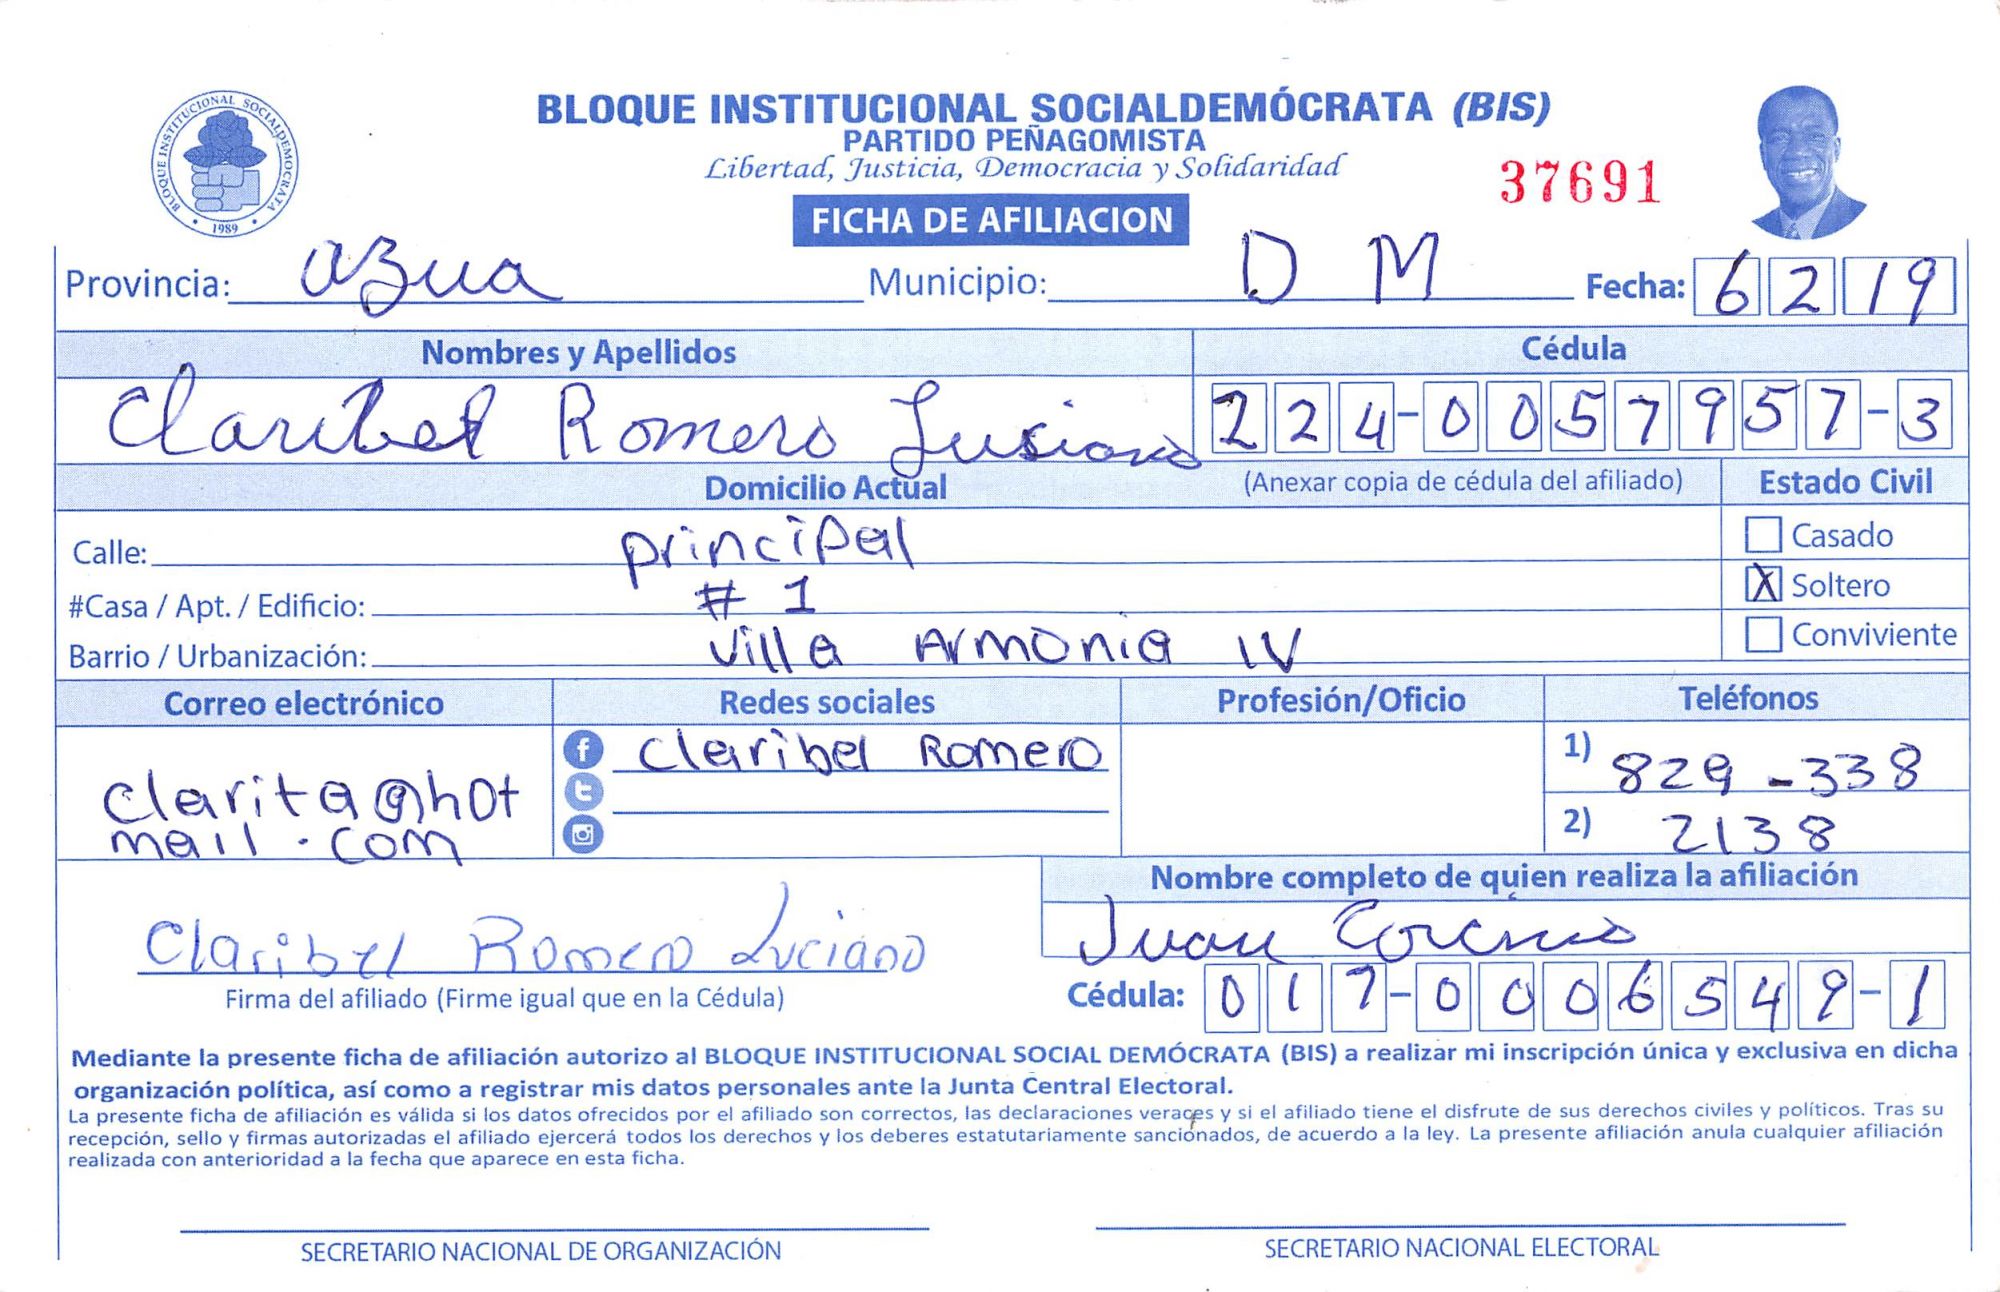 BLOQUE INSTITUCIONAL SOCIALDEMÓCRATA (BIS)
PARTIDO PEÑAGOMISTA
Libertad, Justicia, Democracia y Solidaridad
37691
BLOQUE INSTITUCIONAL SOCIALDEMOCRATA
1989
FICHA DE AFILIACION
Provincia: Azua Municipio: D M Fecha: 6 2 19
Nombres y Apellidos Cédula
Claribel Romero Lusiano 224-0057957-3
Domicilio Actual (Anexar copia de cédula del afiliado) Estado Civil
Calle: principal Casado
#Casa / Apt. / Edificio: # 1 X Soltero
Barrio / Urbanización: Villa Armonia IV Conviviente
Correo electrónico Redes sociales Profesión/Oficio Teléfonos
clarita@hot
mail.com
Claribel Romero
1) 829-338
2) 2138
Nombre completo de quien realiza la afiliación
Juan
Claribel Romero Luciano
Firma del afiliado (Firme igual que en la Cédula) Cédula: 017-0006549-1
Mediante la presente ficha de afiliación autorizo al BLOQUE INSTITUCIONAL SOCIAL DEMÓCRATA (BIS) a realizar mi inscripción única y exclusiva en dicha
organización política, así como a registrar mis datos personales ante la Junta Central Electoral.
La presente ficha de afiliación es válida si los datos ofrecidos por el afiliado son correctos, las declaraciones veraces y si el afiliado tiene el disfrute de sus derechos civiles y políticos. Tras su
recepción, sello y firmas autorizadas el afiliado ejercerá todos los derechos y los deberes estatutariamente sancionados, de acuerdo a la ley. La presente afiliación anula cualquier afiliación
realizada con anterioridad a la fecha que aparece en esta ficha.
SECRETARIO NACIONAL DE ORGANIZACIÓN SECRETARIO NACIONAL ELECTORAL